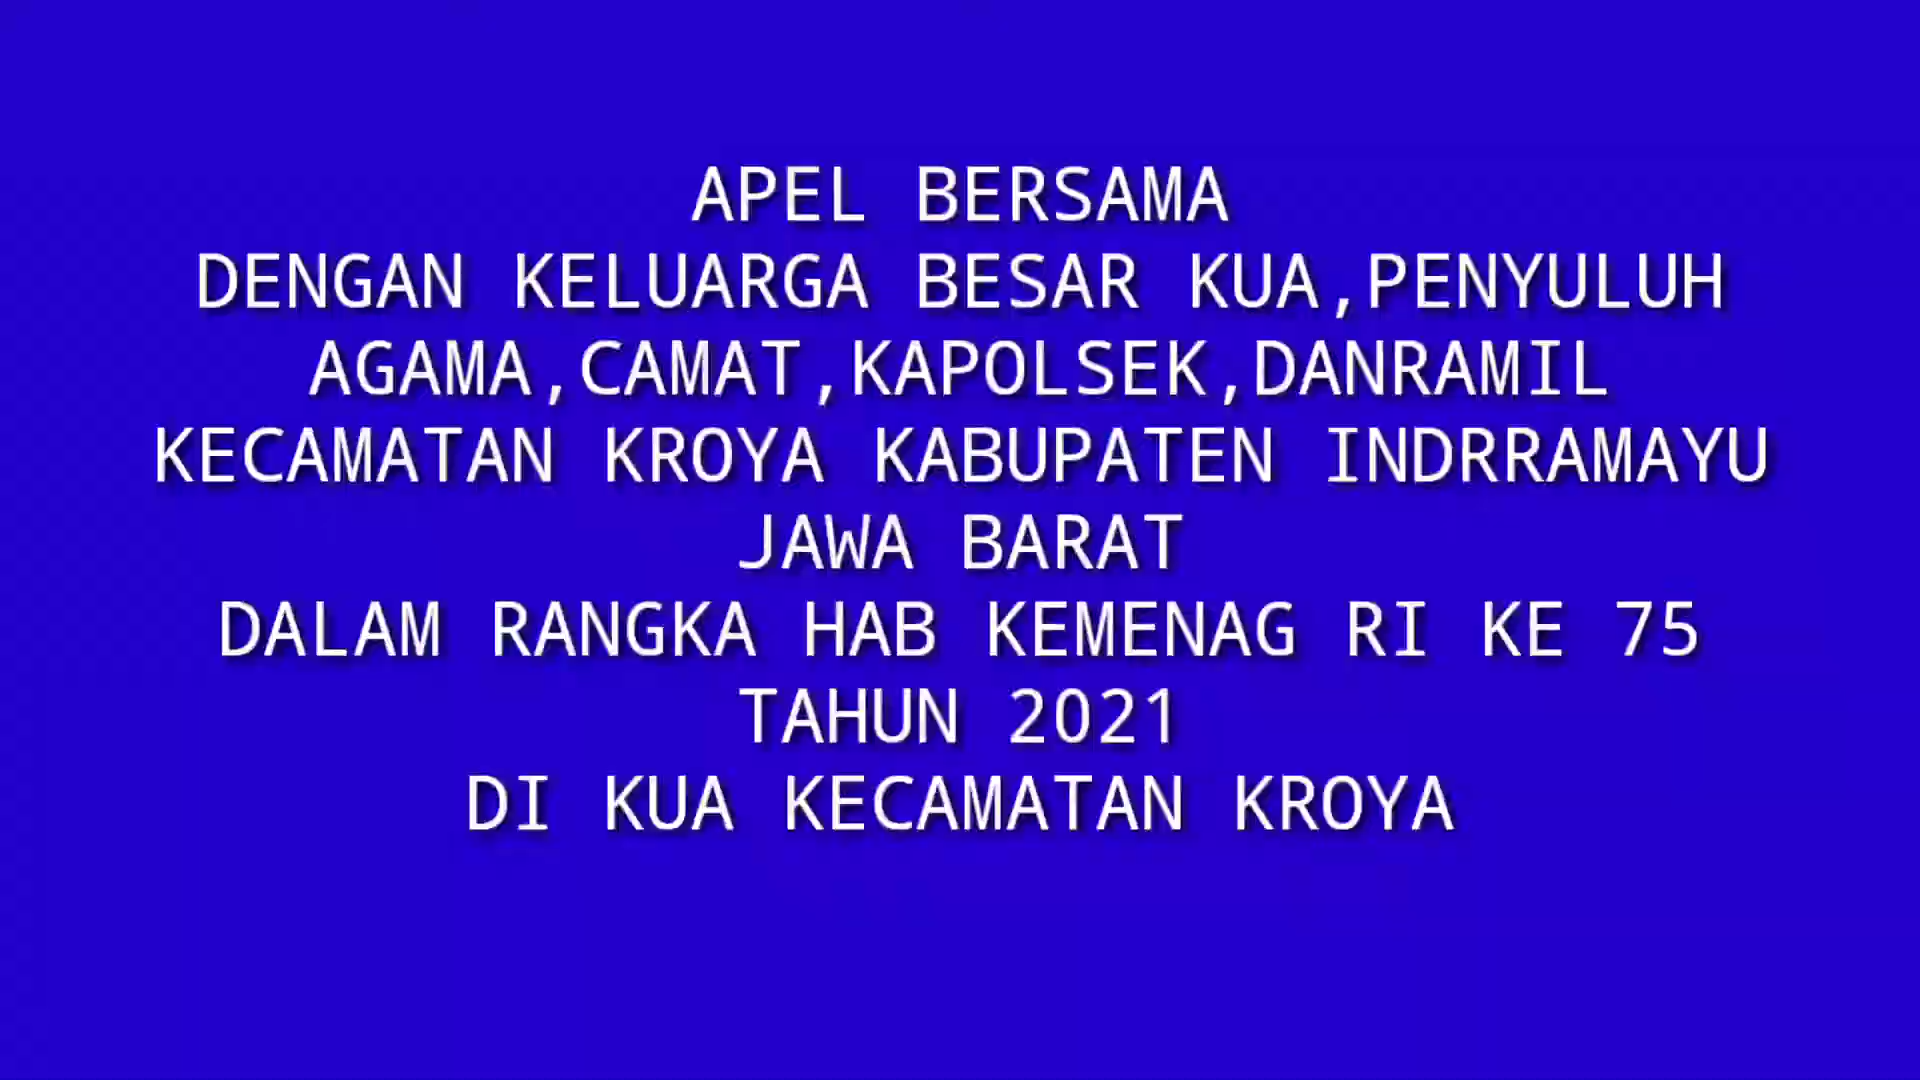 APEL BERSAMA
DENGAN KELUARGA BESAR KUA,PENYULUH
AGAMA,CAMAT,KAPOLSEK,DANRAMIL
KECAMATAN KROYA KABUPATEN INDRRAMAYU
JAWA BARAT
DALAM RANGKA HAB KEMENAG RI KE 75
TAHUN 2021
DI KUA KECAMATAN KROYA